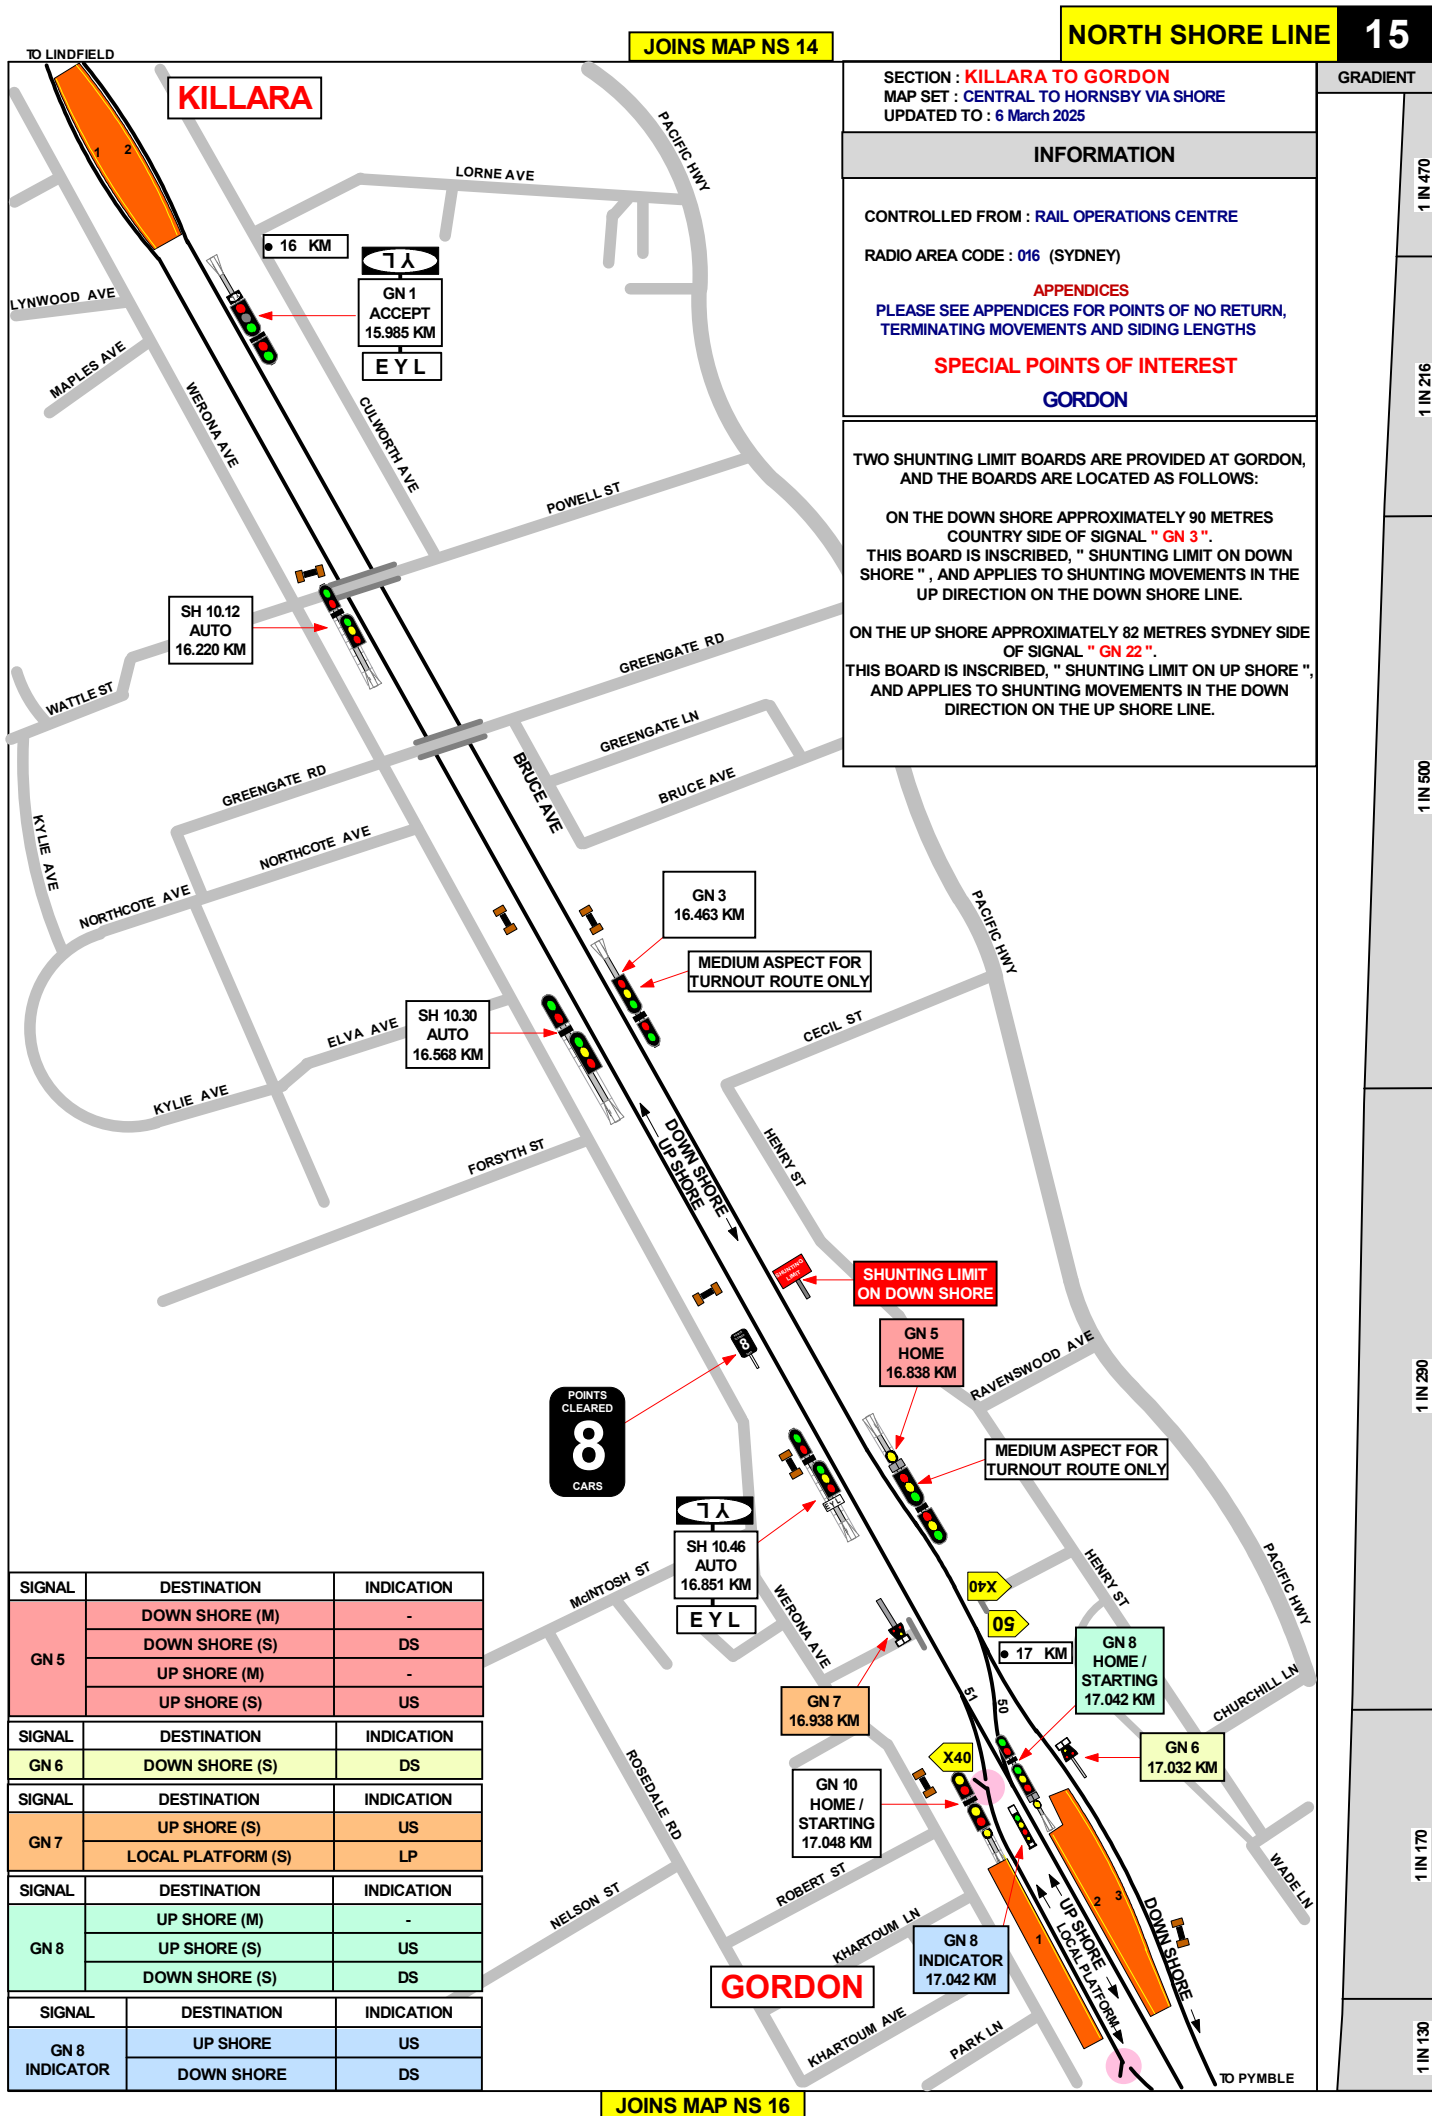 NORTH SHORE LINE 15
JOINS MAP NS 14
TO LINDFIELD
KILLARA
SECTION : KILLARA TO GORDON
MAP SET : CENTRAL TO HORNSBY VIA SHORE
UPDATED TO : 6 March 2025
GRADIENT
INFORMATION
CONTROLLED FROM : RAIL OPERATIONS CENTRE
RADIO AREA CODE : 016 (SYDNEY)
APPENDICES
PLEASE SEE APPENDICES FOR POINTS OF NO RETURN,
TERMINATING MOVEMENTS AND SIDING LENGTHS
SPECIAL POINTS OF INTEREST
GORDON
TWO SHUNTING LIMIT BOARDS ARE PROVIDED AT GORDON,
AND THE BOARDS ARE LOCATED AS FOLLOWS:
ON THE DOWN SHORE APPROXIMATELY 90 METRES
COUNTRY SIDE OF SIGNAL " GN 3 ".
THIS BOARD IS INSCRIBED, " SHUNTING LIMIT ON DOWN
SHORE " , AND APPLIES TO SHUNTING MOVEMENTS IN THE
UP DIRECTION ON THE DOWN SHORE LINE.
ON THE UP SHORE APPROXIMATELY 82 METRES SYDNEY SIDE
OF SIGNAL " GN 22 ".
THIS BOARD IS INSCRIBED, " SHUNTING LIMIT ON UP SHORE ",
AND APPLIES TO SHUNTING MOVEMENTS IN THE DOWN
DIRECTION ON THE UP SHORE LINE.
1 IN 470
1 IN 216
1 IN 500
1 IN 290
1 IN 170
1 IN 130
1 2
PACIFIC HWY
LORNE AVE
16 KM
YL
GN 1
ACCEPT
15.985 KM
E Y L
LYNWOOD AVE
MAPLES AVE
WERONA AVE
CULWORTH AVE
POWELL ST
SH 10.12
AUTO
16.220 KM
WATTLE ST
GREENGATE RD
GREENGATE LN
BRUCE AVE
BRUCE AVE
GREENGATE RD
KYLIE AVE
NORTHCOTE AVE
NORTHCOTE AVE
GN 3
16.463 KM
MEDIUM ASPECT FOR
TURNOUT ROUTE ONLY
PACIFIC HWY
SH 10.30
AUTO
16.568 KM
ELVA AVE
CECIL ST
KYLIE AVE
FORSYTH ST
DOWN SHORE
UP SHORE
HENRY ST
SHUNTING
LIMIT
SHUNTING LIMIT
ON DOWN SHORE
GN 5
HOME
16.838 KM
RAVENSWOOD AVE
8
POINTS
CLEARED
8
CARS
MEDIUM ASPECT FOR
TURNOUT ROUTE ONLY
YL
SH 10.46
AUTO
16.851 KM
E Y L
McINTOSH ST
WERONA AVE
X40
50
HENRY ST
PACIFIC HWY
17 KM
GN 8
HOME /
STARTING
17.042 KM
CHURCHILL LN
GN 7
16.938 KM
51
50
GN 6
17.032 KM
X40
GN 10
HOME /
STARTING
17.048 KM
ROSEDALE RD
ROBERT ST
NELSON ST
KHARTOUM LN
WADE LN
GN 8
INDICATOR
17.042 KM
1
2 3
UP SHORE
LOCAL PLATFORM
DOWN SHORE
GORDON
KHARTOUM AVE
PARK LN
TO PYMBLE
SIGNAL DESTINATION INDICATION
GN 5
DOWN SHORE (M) -
DOWN SHORE (S) DS
UP SHORE (M) -
UP SHORE (S) US
SIGNAL DESTINATION INDICATION
GN 6 DOWN SHORE (S) DS
SIGNAL DESTINATION INDICATION
GN 7
UP SHORE (S) US
LOCAL PLATFORM (S) LP
SIGNAL DESTINATION INDICATION
GN 8
UP SHORE (M) -
UP SHORE (S) US
DOWN SHORE (S) DS
SIGNAL DESTINATION INDICATION
GN 8
INDICATOR
UP SHORE US
DOWN SHORE DS
JOINS MAP NS 16